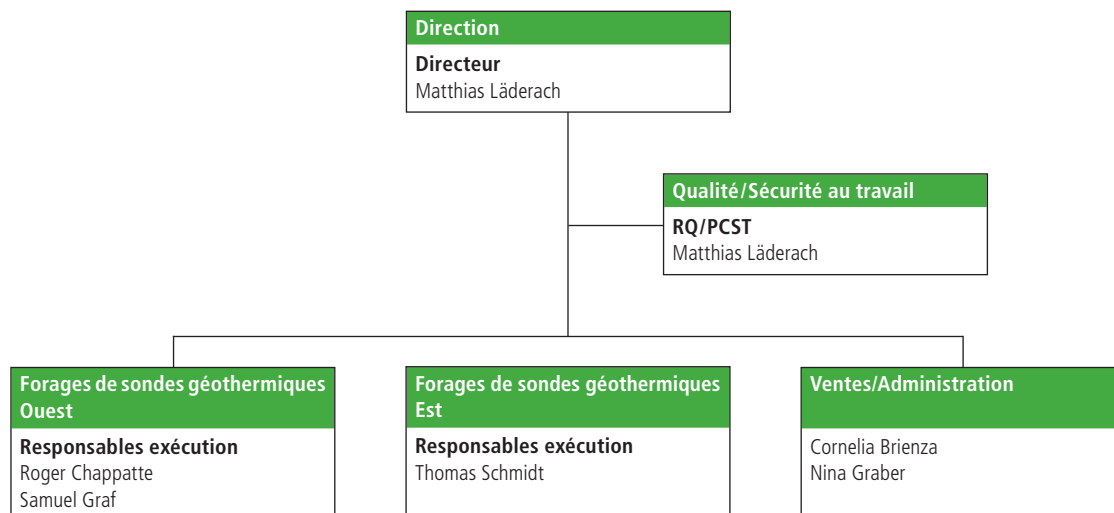 Direction
Directeur
Matthias Läderach
Qualité/Sécurité au travail
RQ/PCST
Matthias Läderach
Forages de sondes géothermiques
Ouest
Responsables exécution
Roger Chappatte
Samuel Graf
Forages de sondes géothermiques
Est
Responsables exécution
Thomas Schmidt
Ventes/Administration
Cornelia Brienza
Nina Graber